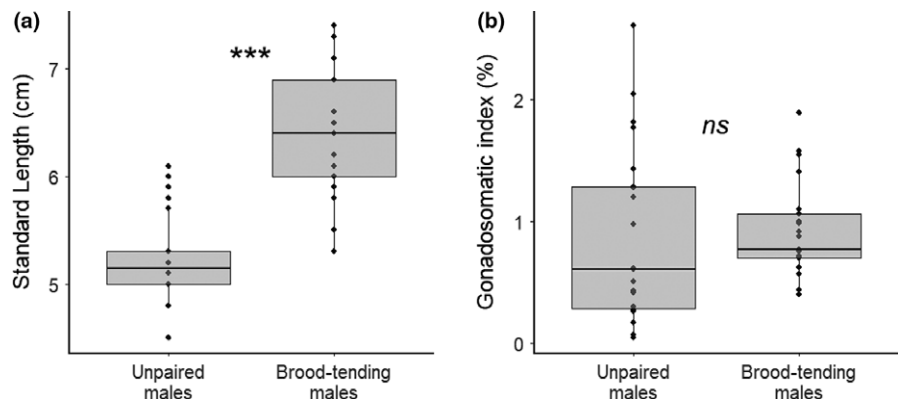 (a)
Standard Length (cm)
7
6
5
***
Unpaired
males
Brood-tending
males
(b)
Gonadosomatic index (%)
2
1
0
ns
Unpaired
males
Brood-tending
males